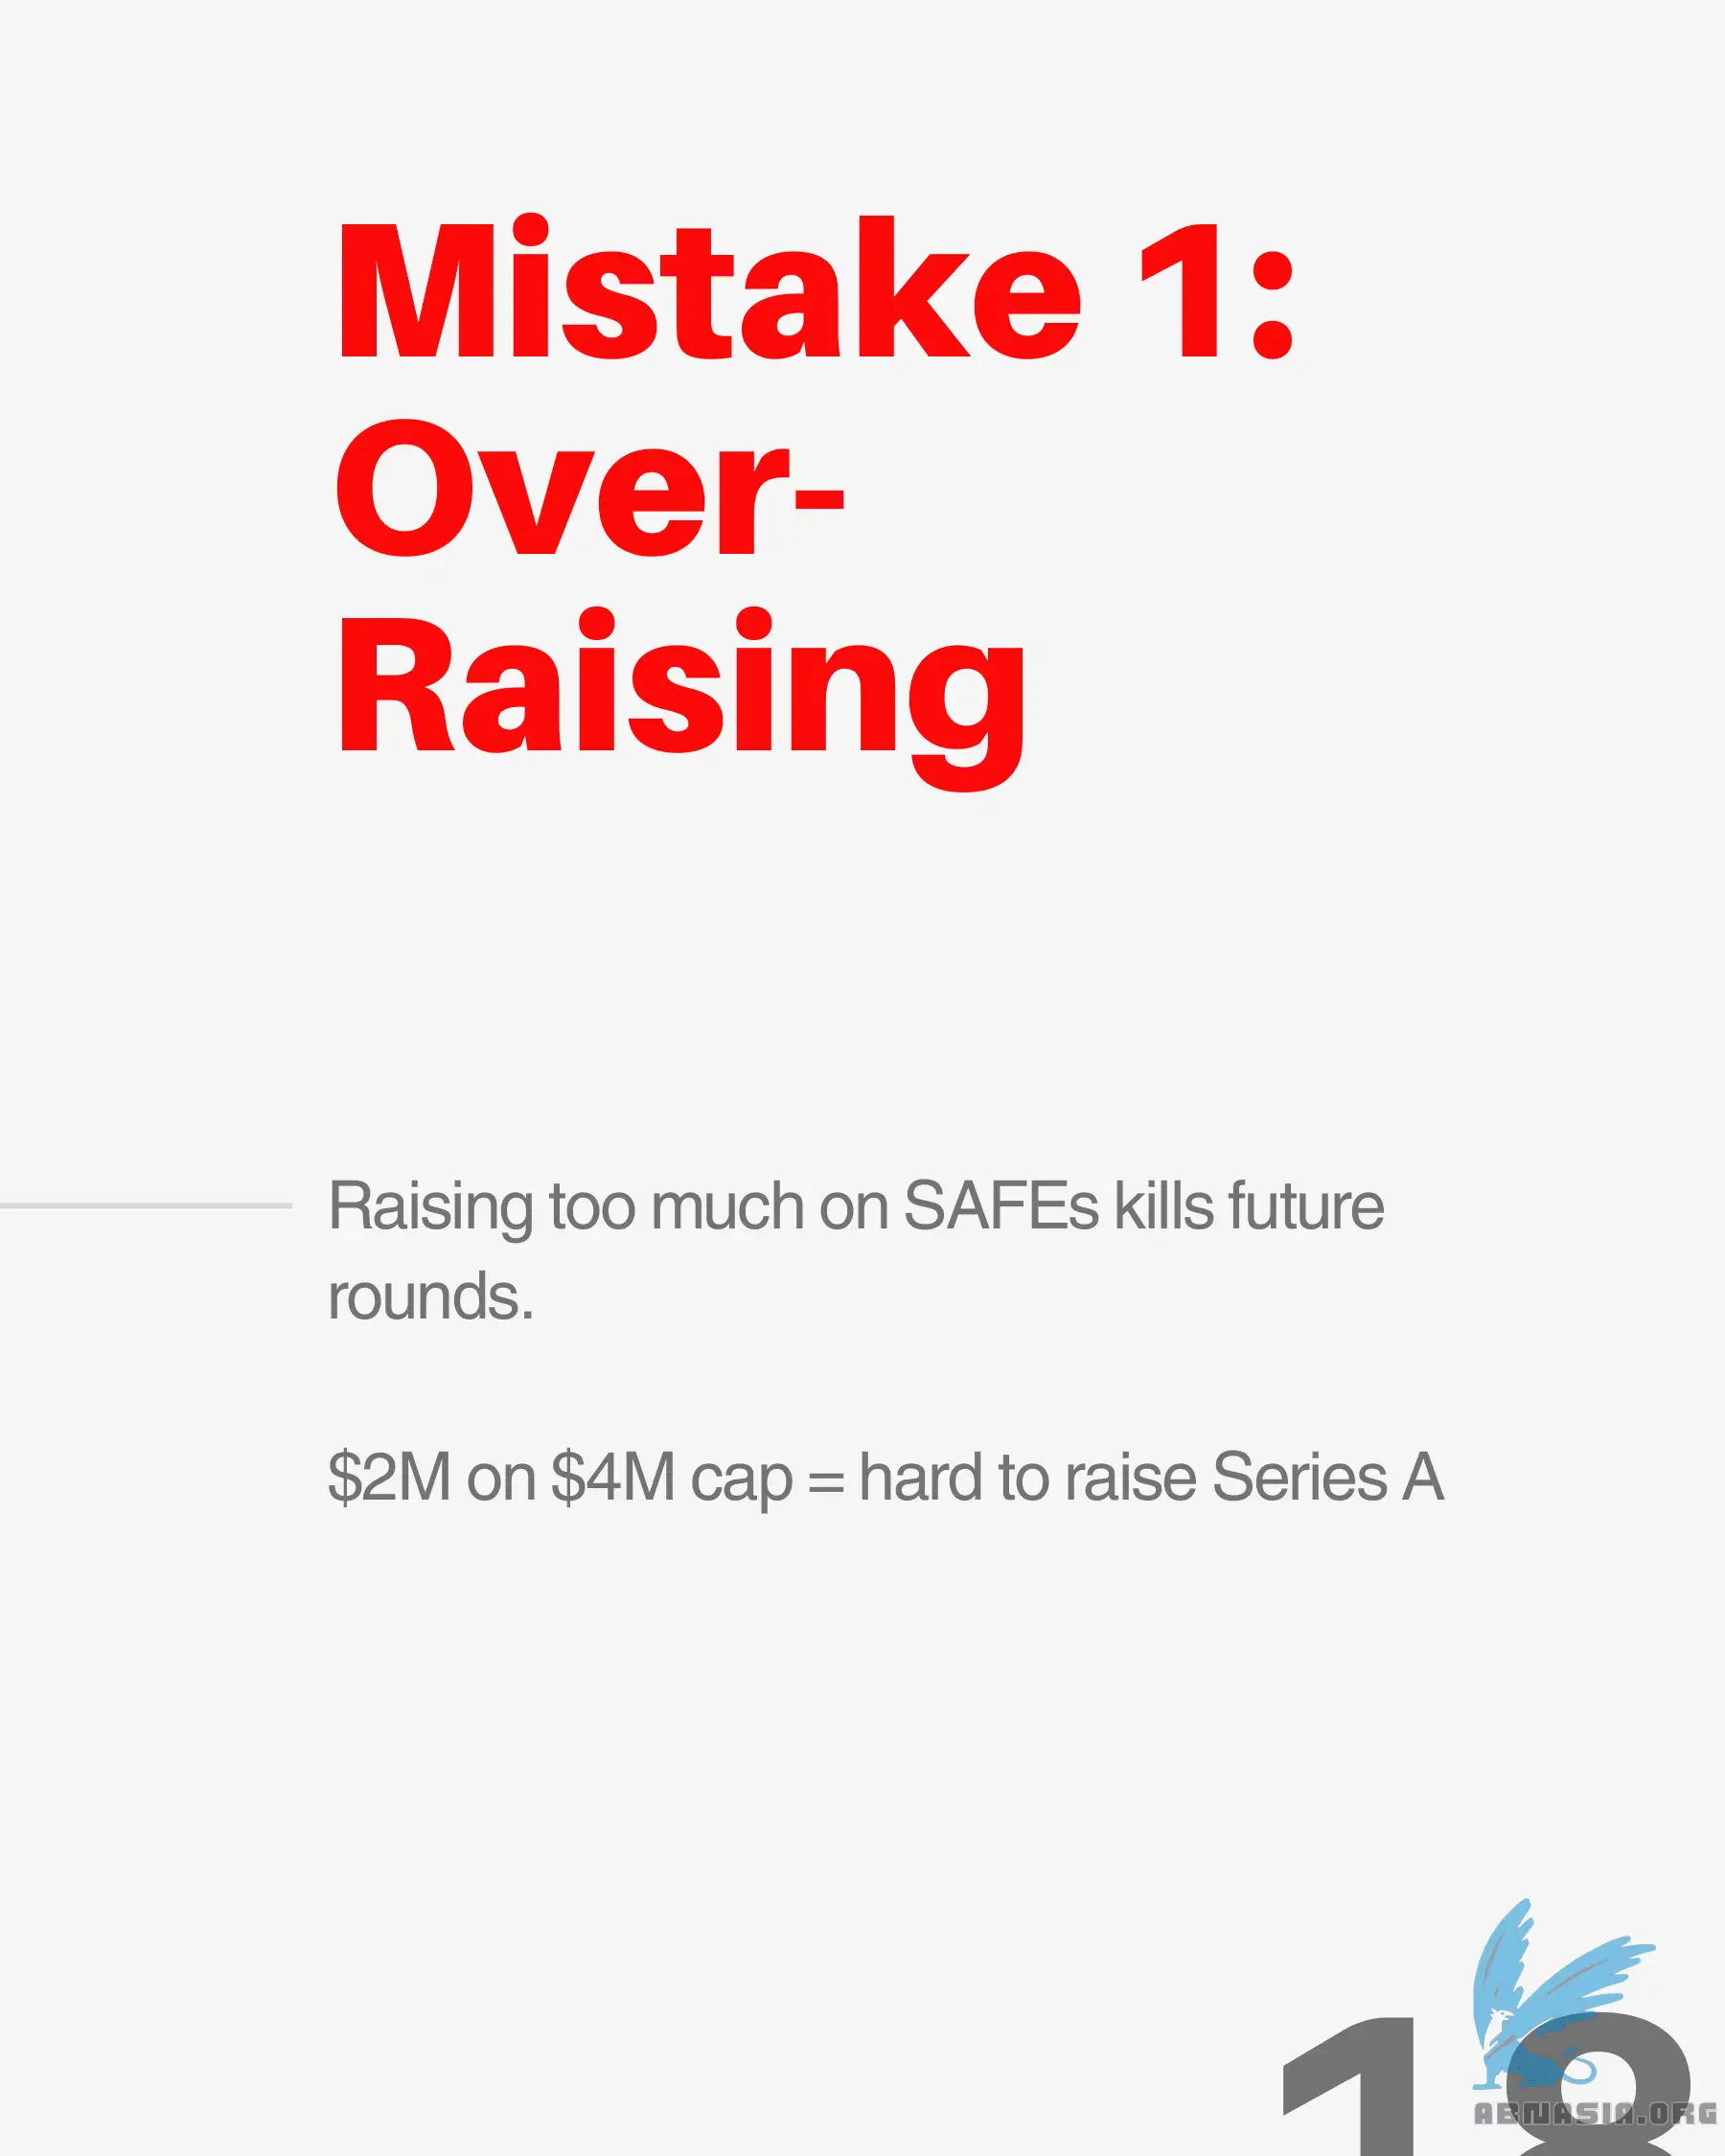 Mistake 1:
Over-
Raising
Raising too much on SAFEs kills future
rounds.
$2M on $4M cap = hard to raise Series A
18
ABNASIA.ORG